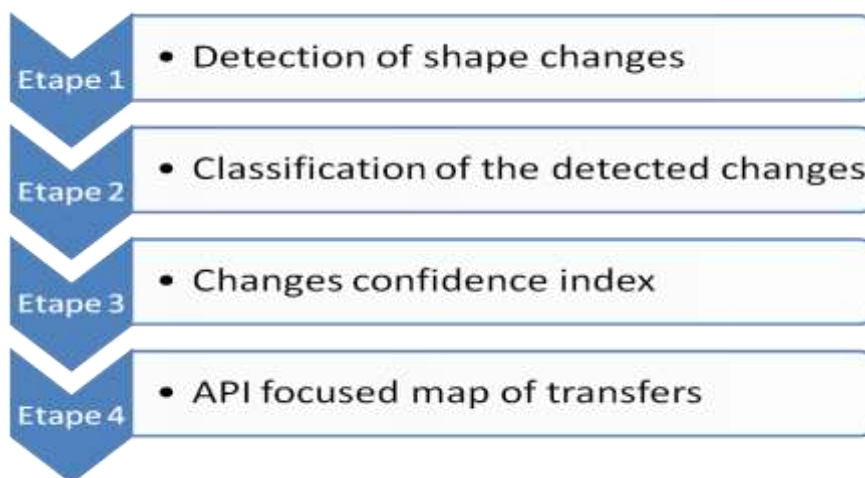 Etape 1
• Detection of shape changes
Etape 2
• Classification of the detected changes
Etape 3
• Changes confidence index
Etape 4
• API focused map of transfers